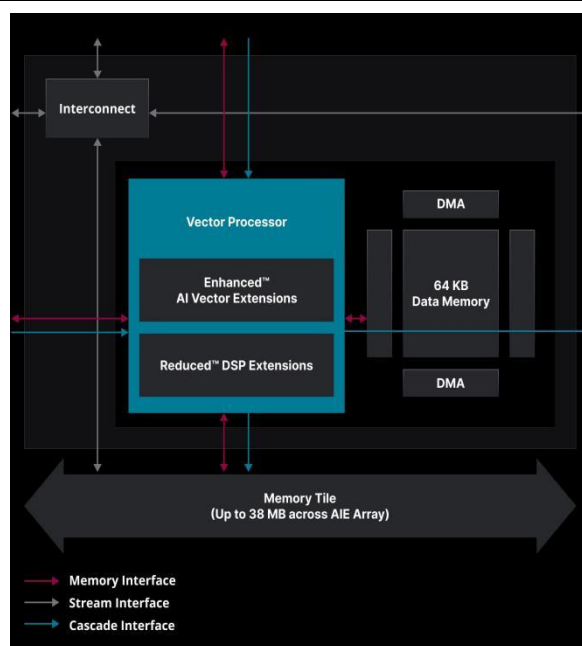 Interconnect
Vector Processor
Enhanced™
AI Vector Extensions
Reduced™ DSP Extensions
DMA
64 KB
Data Memory
DMA
Memory Tile
(Up to 38 MB across AIE Array)
Memory Interface
Stream Interface
Cascade Interface